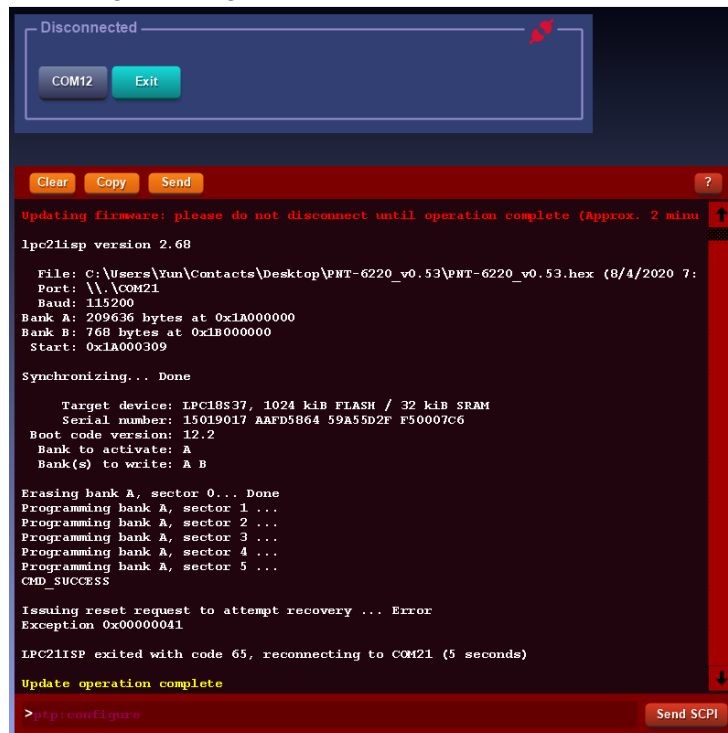 Disconnected
COM12 Exit
Clear Copy Send ?
Updating firmware: please do not disconnect until operation complete (Approx. 2 minu
lpc21isp version 2.68
File: C:\Users\Yun\Contacts\Desktop\PNT-6220_v0.53\PNT-6220_v0.53.hex (8/4/2020 7:
Port: \\.\COM21
Baud: 115200
Bank A: 209636 bytes at 0x1A000000
Bank B: 768 bytes at 0x1B000000
Start: 0x1A000309
Synchronizing... Done
Target device: LPC18S37, 1024 kiB FLASH / 32 kiB SRAM
Serial number: 15019017 AAFD5864 59A55D2F F50007C6
Boot code version: 12.2
Bank to activate: A
Bank(s) to write: A B
Erasing bank A, sector 0... Done
Programming bank A, sector 1 ...
Programming bank A, sector 2 ...
Programming bank A, sector 3 ...
Programming bank A, sector 4 ...
Programming bank A, sector 5 ...
CMD_SUCCESS
Issuing reset request to attempt recovery ... Error
Exception 0x00000041
LPC21ISP exited with code 65, reconnecting to COM21 (5 seconds)
Update operation complete
>ptp:configure Send SCPI